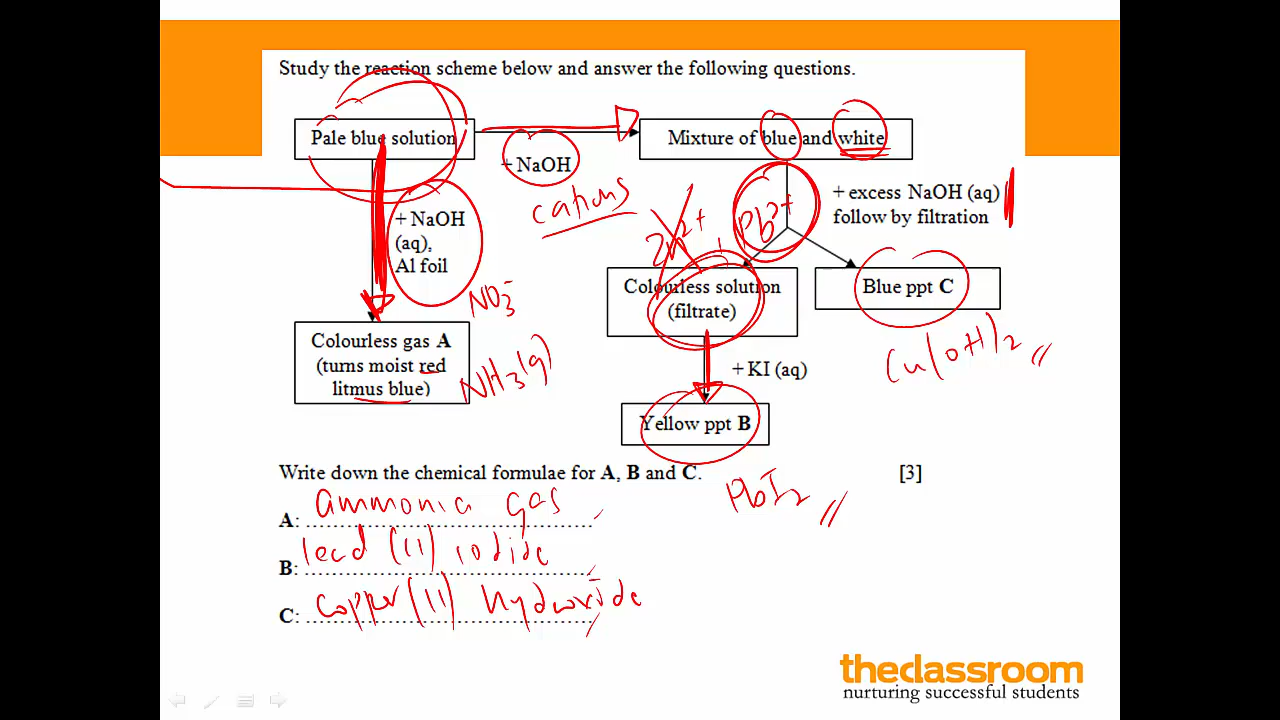 Study the reaction scheme below and answer the following questions.
Pale blue solution
+ NaOH
cations
Mixture of blue and white
+ NaOH
(aq),
Al foil
NO3-
Zn2+
Pb2+
+ excess NaOH (aq)
follow by filtration
Colourless solution
(filtrate)
Blue ppt C
Cu(OH)2
Colourless gas A
(turns moist red
litmus blue)
NH3(g)
+ KI (aq)
Yellow ppt B
PbI2
Write down the chemical formulae for A, B and C.
[3]
A: ammonia gas
B: lead (II) iodide
C: copper (II) hydroxide
theclassroom
nurturing successful students